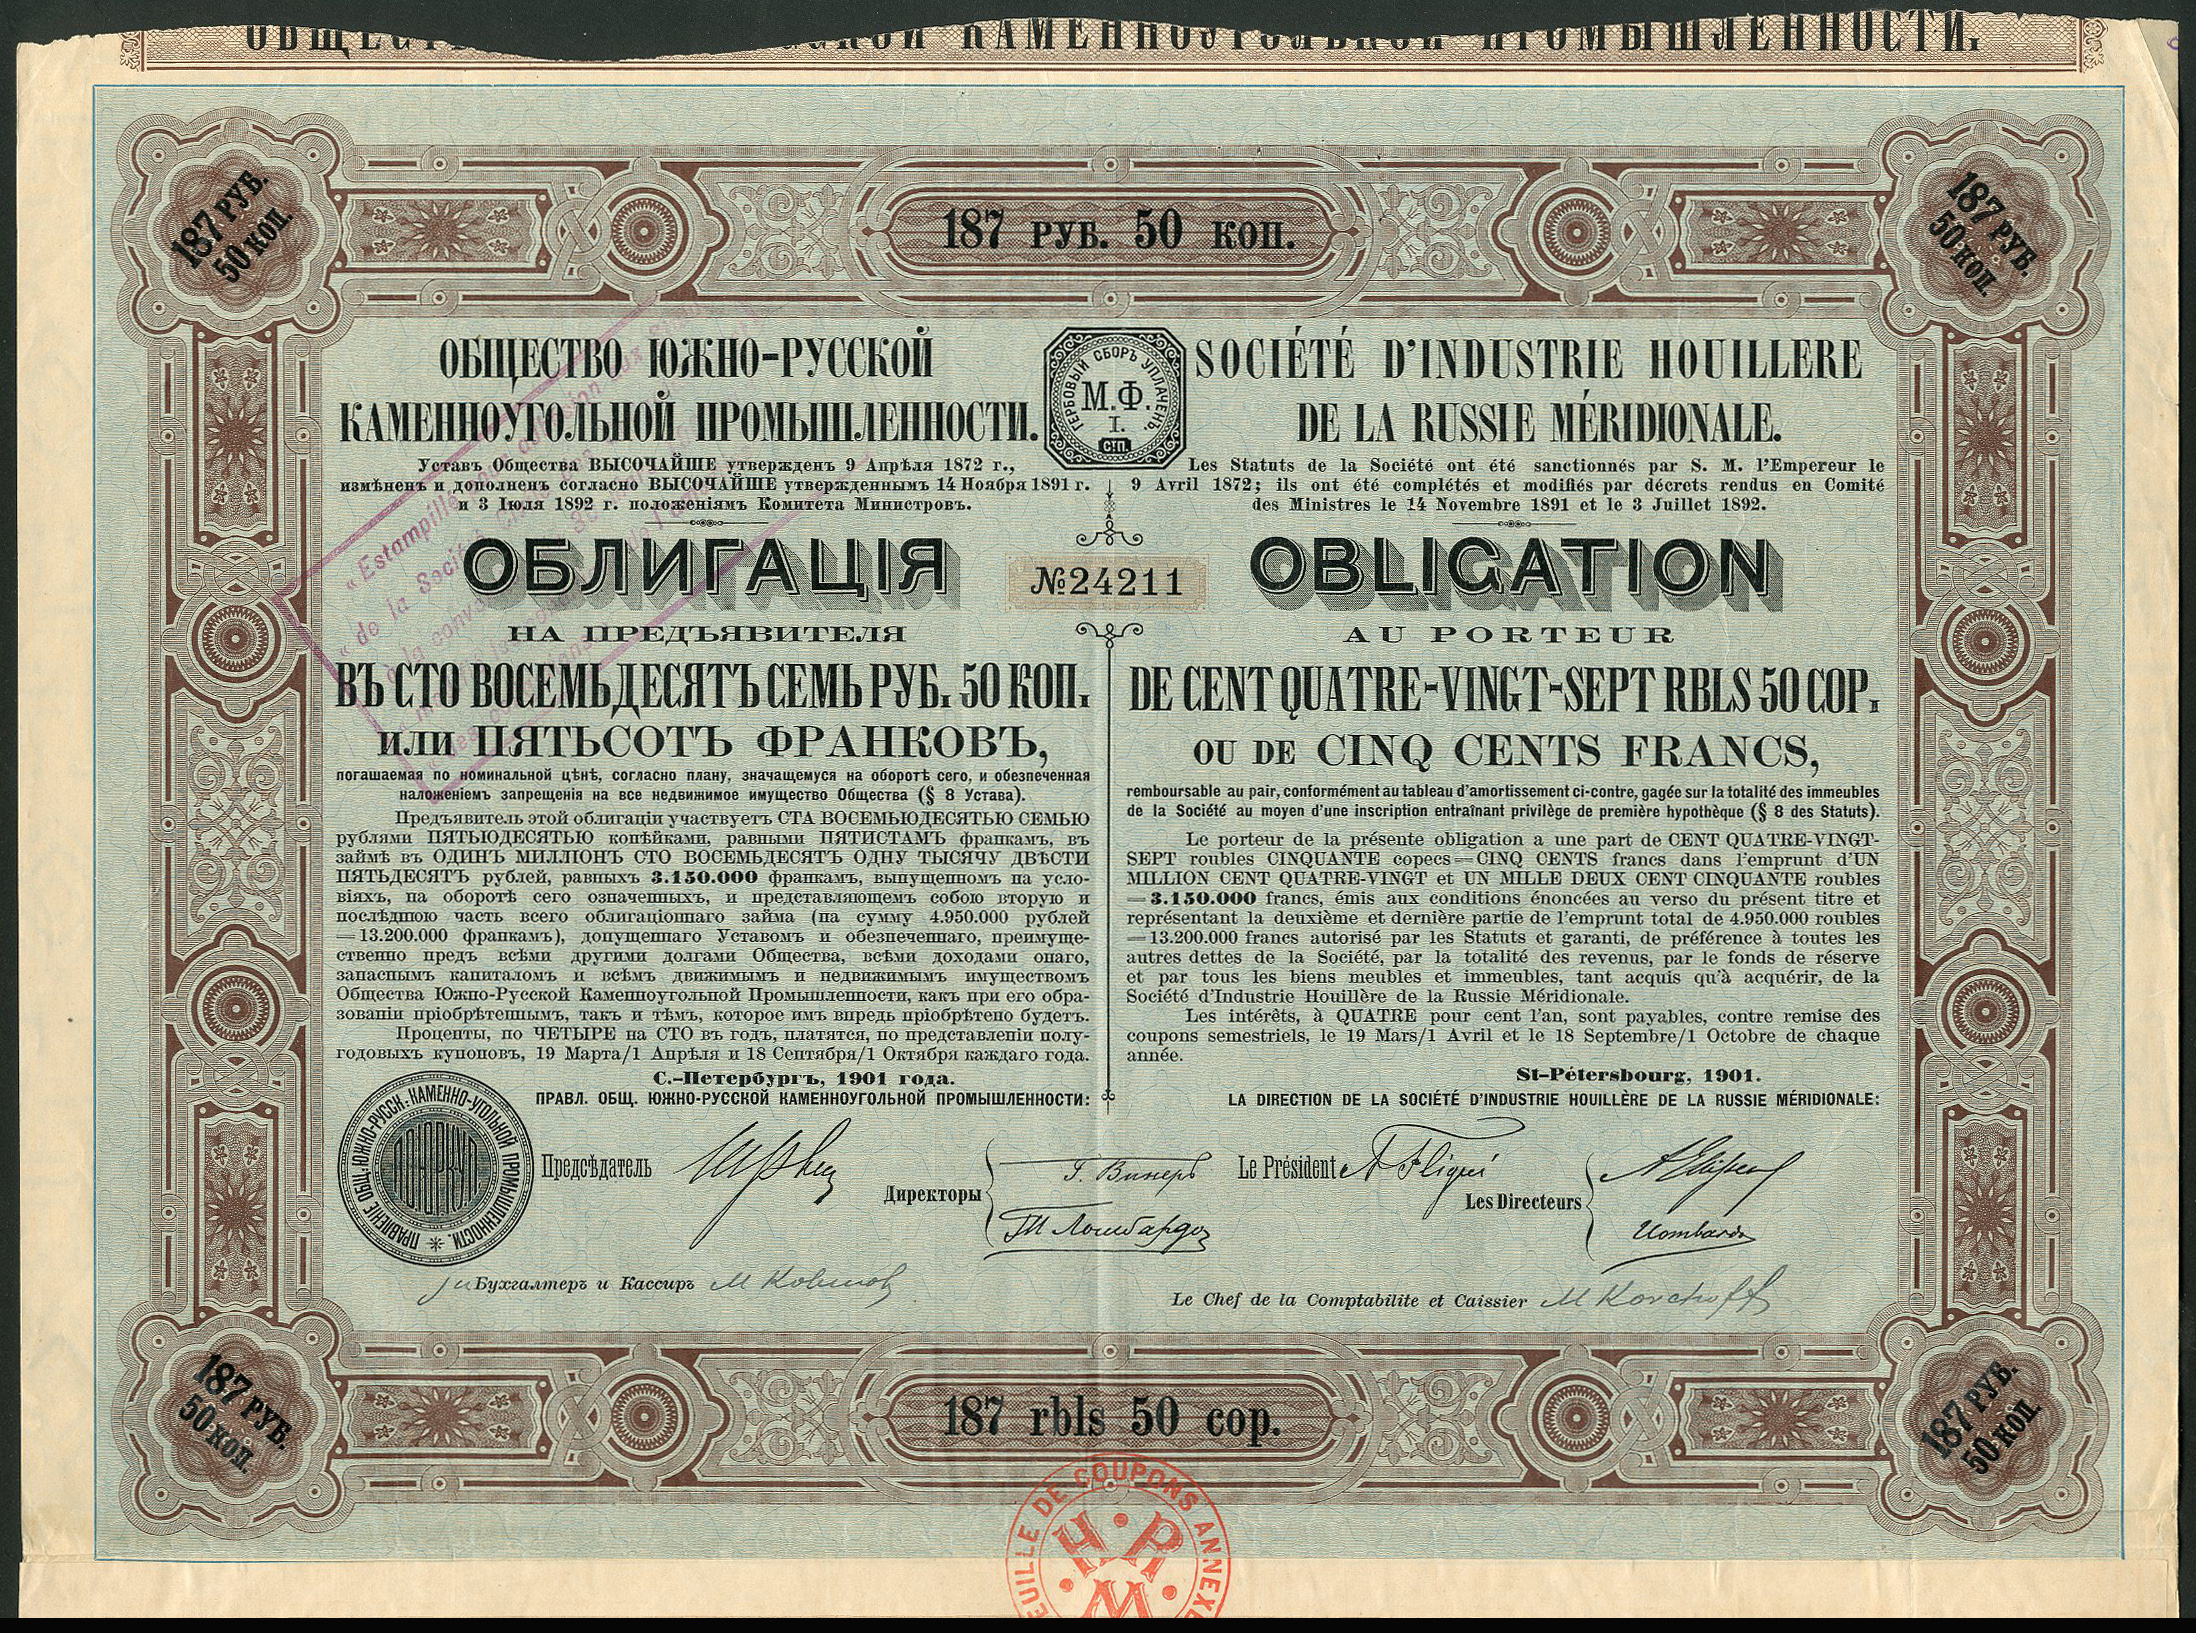 187 РУБ. 50 КОП.
187 РУБ.
50 КОП.
187 РУБ.
50 КОП.
ОБЩЕСТВО ЮЖНО-РУССКОЙ
КАМЕННОУГОЛЬНОЙ ПРОМЫШЛЕННОСТИ.
Уставъ Общества ВЫСОЧАЙШЕ утвержденъ 9 Апрѣля 1872 г.,
измѣненъ и дополненъ согласно ВЫСОЧАЙШЕ утвержденнымъ 14 Ноября 1891 г.
и 3 Іюля 1892 г. положеніямъ Комитета Министровъ.
ОБЛИГАЦІЯ
НА ПРЕДЪЯВИТЕЛЯ
ВЪ СТО ВОСЕМЬДЕСЯТЪ СЕМЬ РУБ. 50 КОП.
ИЛИ ПЯТЬСОТЪ ФРАНКОВЪ,
погашаемая по номинальной цѣнѣ, согласно плану, значащемуся на оборотѣ сего, и обезпеченная
наложеніемъ запрещенія на все недвижимое имущество Общества (§ 8 Устава).
Предъявитель этой облигаціи участвуетъ СТА ВОСЕМЬЮДЕСЯТЬЮ СЕМЬЮ
рублями ПЯТЬЮДЕСЯТЬЮ копѣйками, равными ПЯТИСТАМЪ франкамъ, въ
займѣ въ ОДИНЪ МИЛЛІОНЪ СТО ВОСЕМЬДЕСЯТЪ ОДНУ ТЫСЯЧУ ДВѢСТИ
ПЯТЬДЕСЯТЪ рублей, равныхъ 3.150.000 франкамъ, выпущенномъ на усло-
віяхъ, на оборотѣ сего означенныхъ, и представляющемъ собою вторую и
послѣднюю часть всего облигаціоннаго займа (на сумму 4.950.000 рублей
—13.200.000 франкамъ), допущеннаго Уставомъ и обезпеченнаго, преимуще-
ственно предъ всѣми другими долгами Общества, всѣми доходами онаго,
запаснымъ капиталомъ и всѣмъ движимымъ и недвижимымъ имуществомъ
Общества Южно-Русской Каменноугольной Промышленности, какъ при его обра-
зованіи пріобрѣтеннымъ, такъ и тѣмъ, которое имъ впредь пріобрѣтено будетъ.
Проценты, по ЧЕТЫРЕ на СТО въ годъ, платятся, по представленіи полу-
годовыхъ купоновъ, 19 Марта/1 Апрѣля и 18 Сентября/1 Октября каждаго года.
С.-Петербургъ, 1901 года.
ПРАВЛ. ОБЩ. ЮЖНО-РУССКОЙ КАМЕННОУГОЛЬНОЙ ПРОМЫШЛЕННОСТИ:
ПРАВЛЕНІЕ ОБЩ. ЮЖНО-РУССК. КАМЕННО-УГОЛЬНОЙ ПРОМЫШЛЕННОСТИ.
Предсѣдатель
Директоры
Г. Винеръ
Ломбардо
Бухгалтеръ и Кассиръ
ГЕРБОВЫЙ СБОРЪ УПЛАЧЕНЪ.
М.Ф.
I.
СП.
№24211
SOCIÉTÉ D'INDUSTRIE HOUILLERE
DE LA RUSSIE MÉRIDIONALE.
Les Statuts de la Société ont été sanctionnés par S. M. l'Empereur le
9 Avril 1872; ils ont été complétés et modifiés par décrets rendus en Comité
des Ministres le 14 Novembre 1891 et le 3 Juillet 1892.
OBLIGATION
AU PORTEUR
DE CENT QUATRE-VINGT-SEPT RBLS 50 COP.
OU DE CINQ CENTS FRANCS,
remboursable au pair, conformément au tableau d'amortissement ci-contre, gagée sur la totalité des immeubles
de la Société au moyen d'une inscription entraînant privilège de première hypothèque (§ 8 des Statuts).
Le porteur de la présente obligation a une part de CENT QUATRE-VINGT-
SEPT roubles CINQUANTE copecs—CINQ CENTS francs dans l'emprunt d'UN
MILLION CENT QUATRE-VINGT et UN MILLE DEUX CENT CINQUANTE roubles
—3.150.000 francs, émis aux conditions énoncées au verso du présent titre et
représentant la deuxième et dernière partie de l'emprunt total de 4.950.000 roubles
—13.200.000 francs autorisé par les Statuts et garanti, de préférence à toutes les
autres dettes de la Société, par la totalité des revenus, par le fonds de réserve
et par tous les biens meubles et immeubles, tant acquis qu'à acquérir, de la
Société d'Industrie Houillère de la Russie Méridionale.
Les intérêts, à QUATRE pour cent l'an, sont payables, contre remise des
coupons semestriels, le 19 Mars/1 Avril et le 18 Septembre/1 Octobre de chaque
année.
St-Pétersbourg, 1901.
LA DIRECTION DE LA SOCIÉTÉ D'INDUSTRIE HOUILLÈRE DE LA RUSSIE MÉRIDIONALE:
Le Président
Les Directeurs
Lombardo
Le Chef de la Comptabilite et Caissier
187 РУБ.
50 КОП.
187 rbls 50 cop.
187 РУБ.
50 КОП.
DE COUPONS
H · P
· M ·